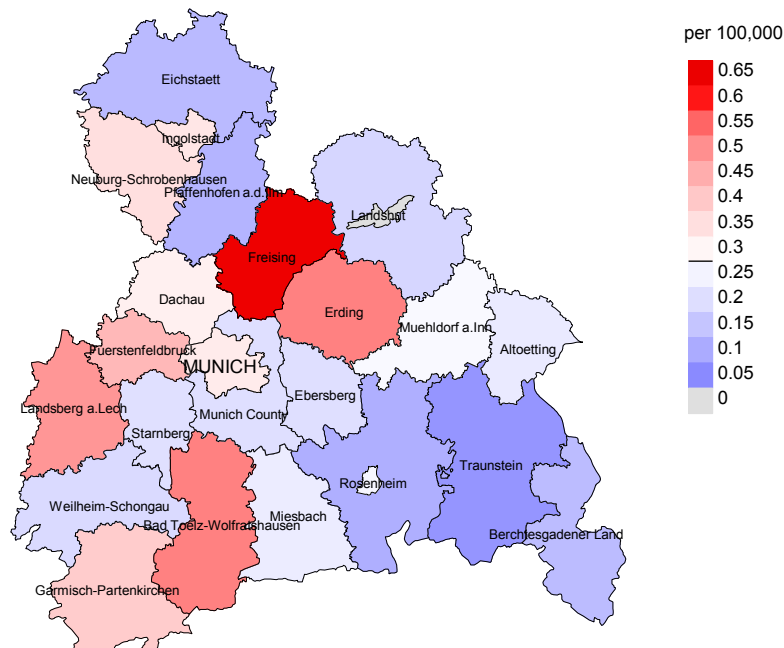 per 100,000
0.65
0.6
0.55
0.5
0.45
0.4
0.35
0.3
0.25
0.2
0.15
0.1
0.05
0
Eichstaett
Ingolstadt
Neuburg-Schrobenhausen
Pfaffenhofen a.d.Ilm
Landshut
Freising
Dachau
Erding
Muehldorf a.Inn
Altoetting
Fuerstenfeldbruck
MUNICH
Ebersberg
Landsberg a.Lech
Munich County
Starnberg
Traunstein
Rosenheim
Weilheim-Schongau
Miesbach
Bad Toelz-Wolfratshausen
Berchtesgadener Land
Garmisch-Partenkirchen